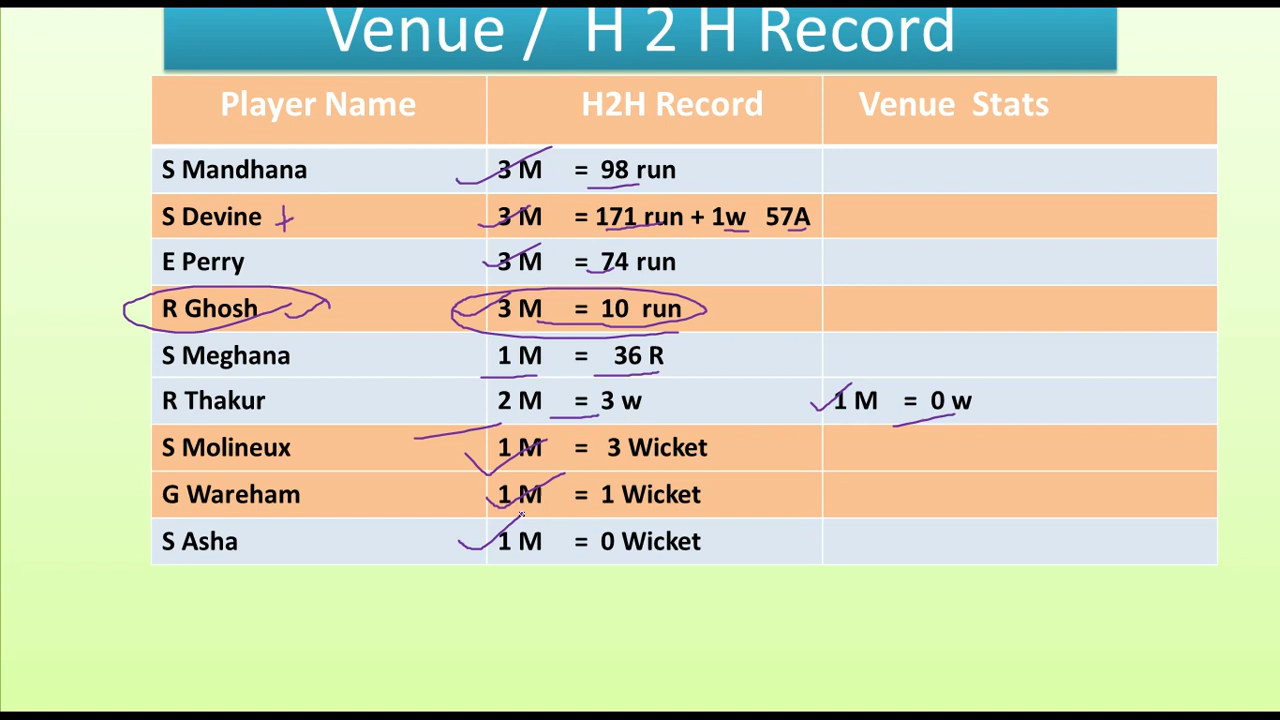 Venue / H 2 H Record
Player Name H2H Record Venue Stats
S Mandhana 3 M = 98 run
S Devine 3 M = 171 run + 1w 57A
E Perry 3 M = 74 run
R Ghosh 3 M = 10 run
S Meghana 1 M = 36 R
R Thakur 2 M = 3 w 1 M = 0 w
S Molineux 1 M = 3 Wicket
G Wareham 1 M = 1 Wicket
S Asha 1 M = 0 Wicket